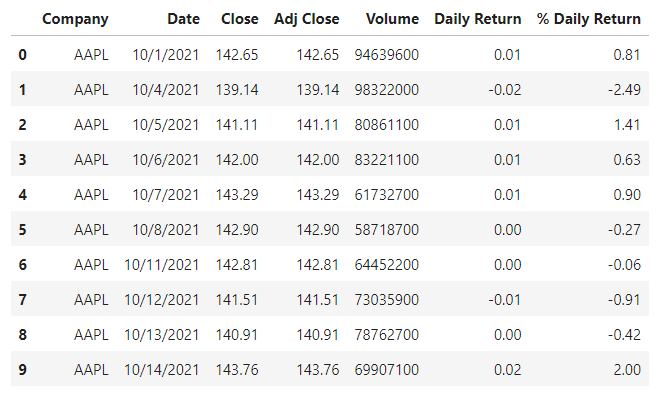 Company Date Close Adj Close Volume Daily Return % Daily Return
0 AAPL 10/1/2021 142.65 142.65 94639600 0.01 0.81
1 AAPL 10/4/2021 139.14 139.14 98322000 -0.02 -2.49
2 AAPL 10/5/2021 141.11 141.11 80861100 0.01 1.41
3 AAPL 10/6/2021 142.00 142.00 83221100 0.01 0.63
4 AAPL 10/7/2021 143.29 143.29 61732700 0.01 0.90
5 AAPL 10/8/2021 142.90 142.90 58718700 0.00 -0.27
6 AAPL 10/11/2021 142.81 142.81 64452200 0.00 -0.06
7 AAPL 10/12/2021 141.51 141.51 73035900 -0.01 -0.91
8 AAPL 10/13/2021 140.91 140.91 78762700 0.00 -0.42
9 AAPL 10/14/2021 143.76 143.76 69907100 0.02 2.00